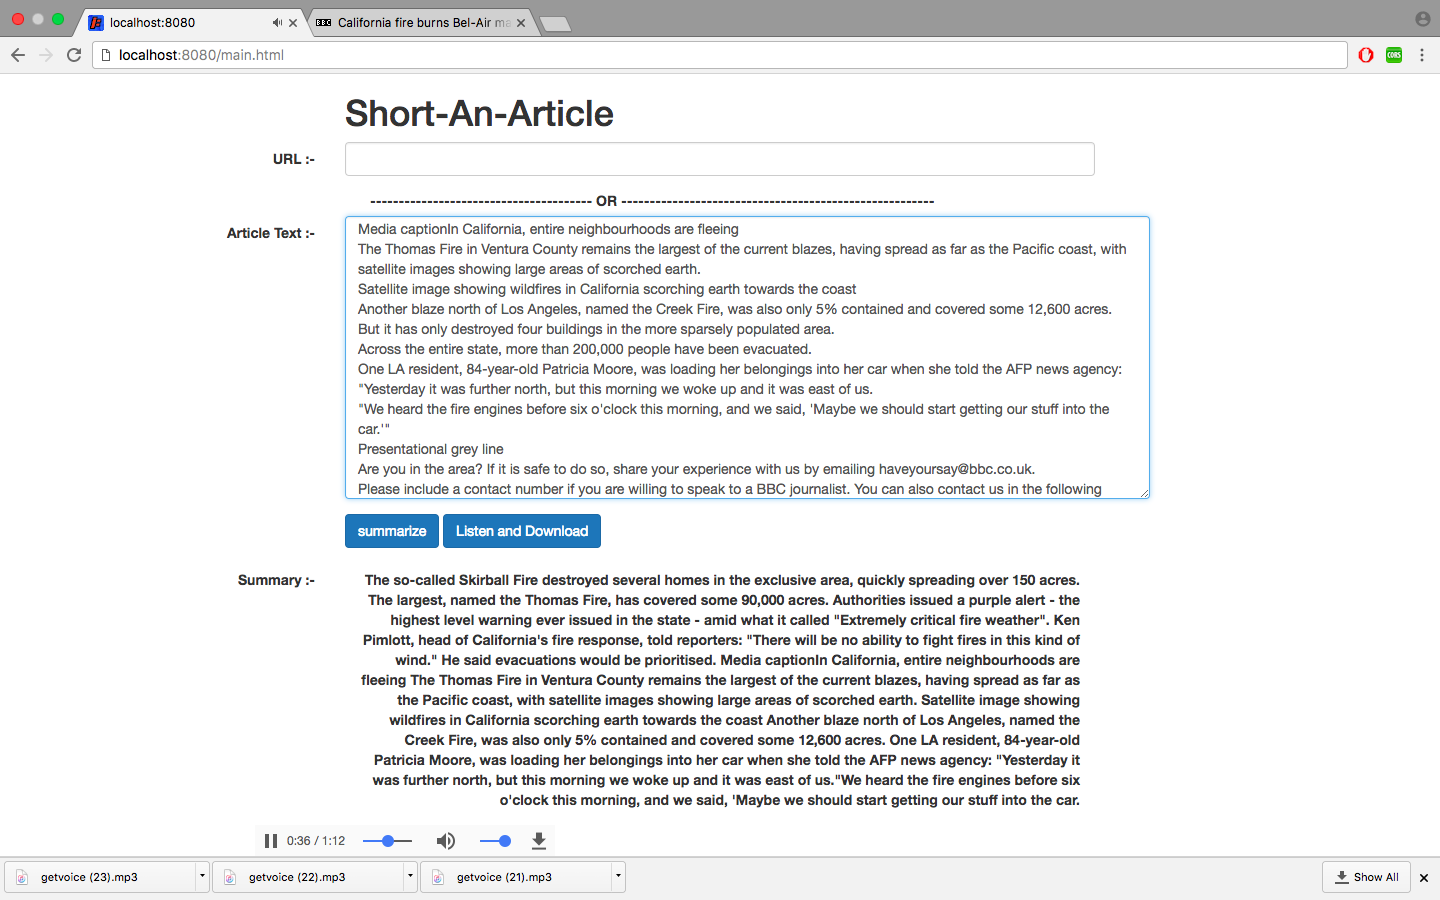 localhost:8080
California fire burns Bel-Air ma
localhost:8080/main.html
CORS
Short-An-Article
URL :-
--------------------------------------- OR -------------------------------------------------------
Article Text :-
Media captionIn California, entire neighbourhoods are fleeing
The Thomas Fire in Ventura County remains the largest of the current blazes, having spread as far as the Pacific coast, with
satellite images showing large areas of scorched earth.
Satellite image showing wildfires in California scorching earth towards the coast
Another blaze north of Los Angeles, named the Creek Fire, was also only 5% contained and covered some 12,600 acres.
But it has only destroyed four buildings in the more sparsely populated area.
Across the entire state, more than 200,000 people have been evacuated.
One LA resident, 84-year-old Patricia Moore, was loading her belongings into her car when she told the AFP news agency:
"Yesterday it was further north, but this morning we woke up and it was east of us.
"We heard the fire engines before six o'clock this morning, and we said, 'Maybe we should start getting our stuff into the
car.'"
Presentational grey line
Are you in the area? If it is safe to do so, share your experience with us by emailing haveyoursay@bbc.co.uk.
Please include a contact number if you are willing to speak to a BBC journalist. You can also contact us in the following
summarize
Listen and Download
Summary :-
The so-called Skirball Fire destroyed several homes in the exclusive area, quickly spreading over 150 acres.
The largest, named the Thomas Fire, has covered some 90,000 acres. Authorities issued a purple alert - the
highest level warning ever issued in the state - amid what it called "Extremely critical fire weather". Ken
Pimlott, head of California's fire response, told reporters: "There will be no ability to fight fires in this kind of
wind." He said evacuations would be prioritised. Media captionIn California, entire neighbourhoods are
fleeing The Thomas Fire in Ventura County remains the largest of the current blazes, having spread as far as
the Pacific coast, with satellite images showing large areas of scorched earth. Satellite image showing
wildfires in California scorching earth towards the coast Another blaze north of Los Angeles, named the
Creek Fire, was also only 5% contained and covered some 12,600 acres. One LA resident, 84-year-old
Patricia Moore, was loading her belongings into her car when she told the AFP news agency: "Yesterday it
was further north, but this morning we woke up and it was east of us."We heard the fire engines before six
o'clock this morning, and we said, 'Maybe we should start getting our stuff into the car.
0:36 / 1:12
getvoice (23).mp3
getvoice (22).mp3
getvoice (21).mp3
Show All